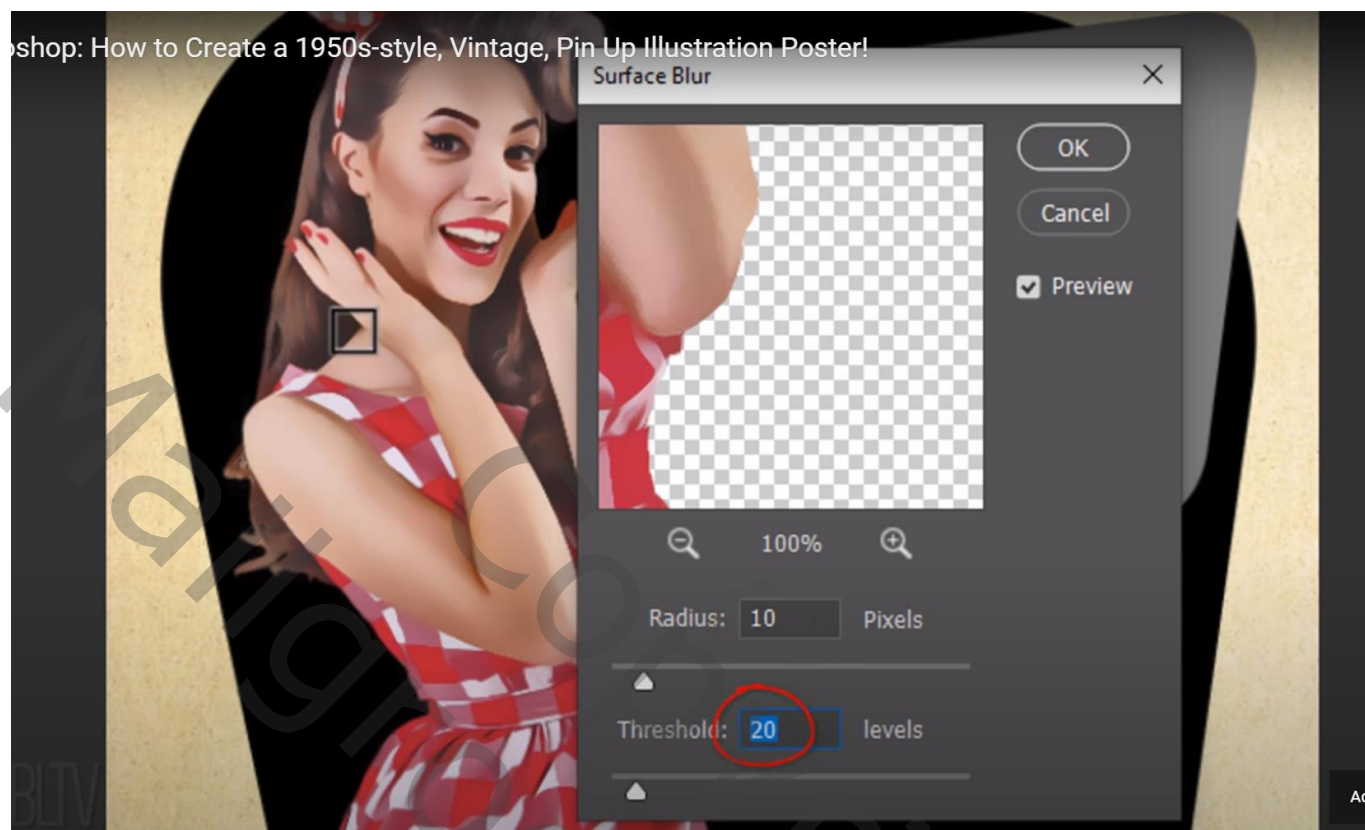 oshop: How to Create a 1950s-style, Vintage, Pin Up Illustration Poster!
Surface Blur
OK
Cancel
Preview
100%
Radius: 10 Pixels
Threshold: 20 levels
BLTV